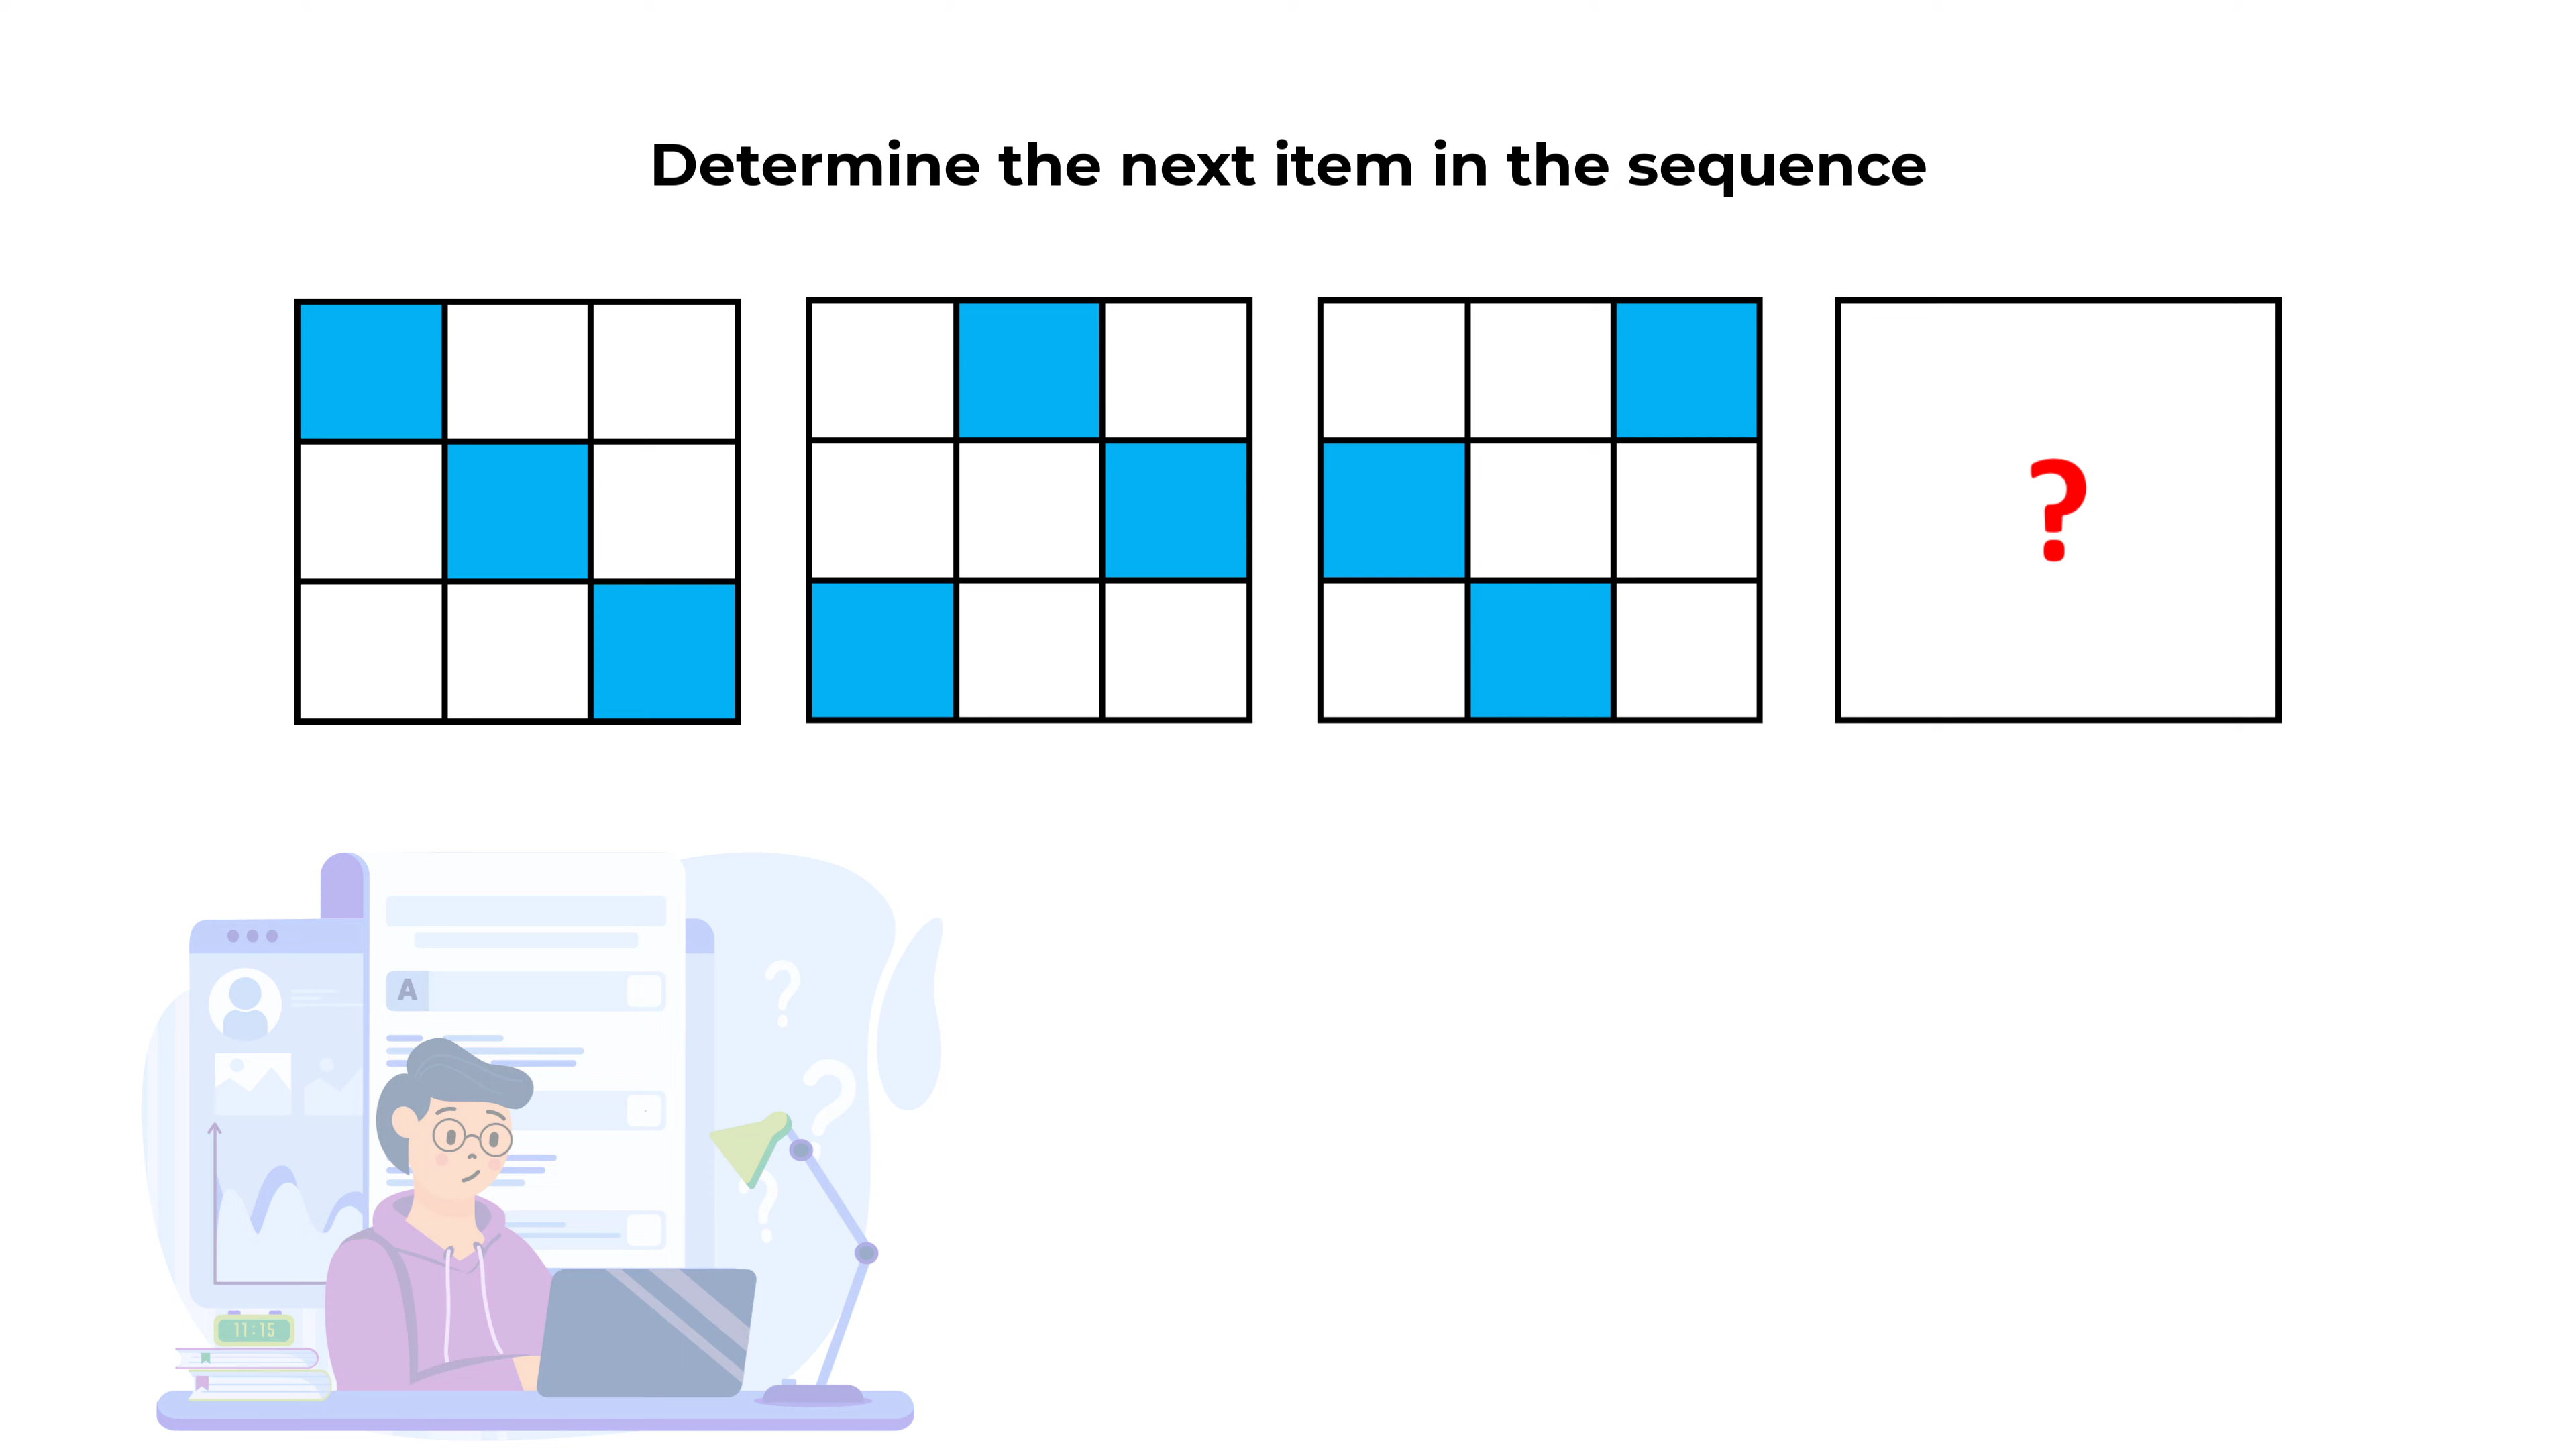 Determine the next item in the sequence
?
A
?
?
?
11:15